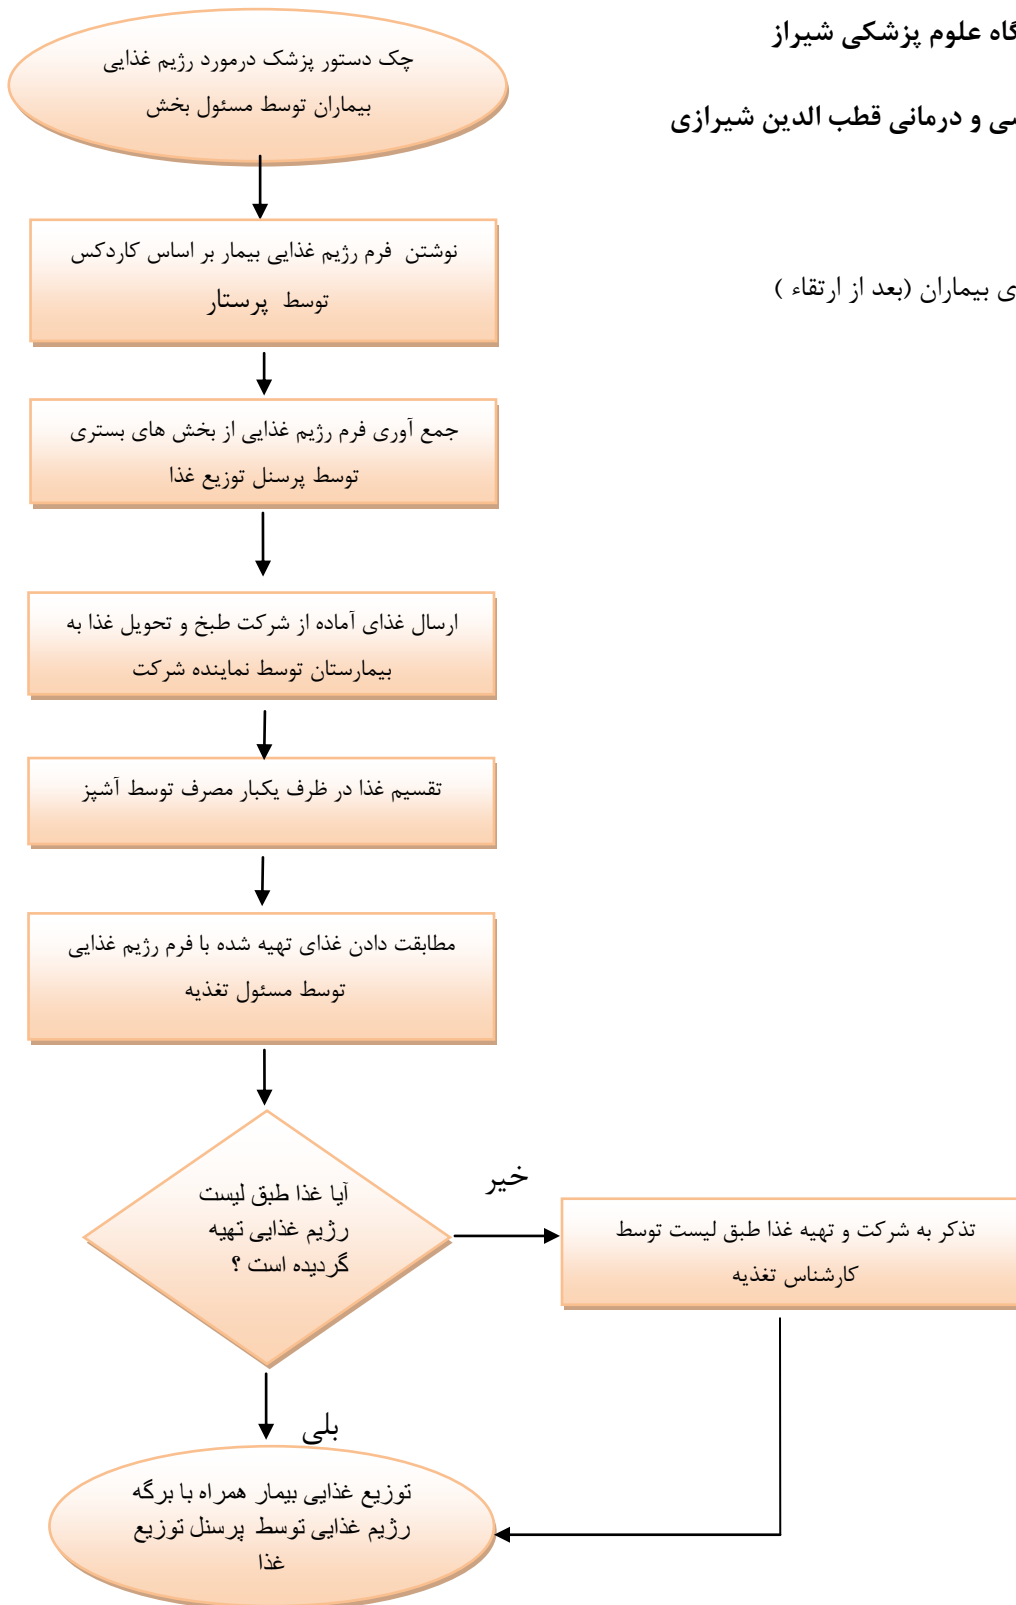 علوم پزشکی شیراز
و درمانی قطب الدین شیرازی
بیماران (بعد از ارتقاء )
چک دستور پزشک درمورد رژیم غذایی
بیماران توسط مسئول بخش
نوشتن فرم رژیم غذایی بیمار بر اساس کاردکس
توسط پرستار
جمع آوری فرم رژیم غذایی از بخش های بستری
توسط پرسنل توزیع غذا
ارسال غذای آماده از شرکت طبخ و تحویل غذا به
بیمارستان توسط نماینده شرکت
تقسیم غذا در ظرف یکبار مصرف توسط آشپز
مطابقت دادن غذای تهیه شده با فرم رژیم غذایی
توسط مسئول تغذیه
آیا غذا طبق لیست
رژیم غذایی تهیه
گردیده است ؟
خیر
تذکر به شرکت و تهیه غذا طبق لیست توسط
کارشناس تغذیه
بلی
توزیع غذایی بیمار همراه با برگه
رژیم غذایی توسط پرسنل توزیع
غذا